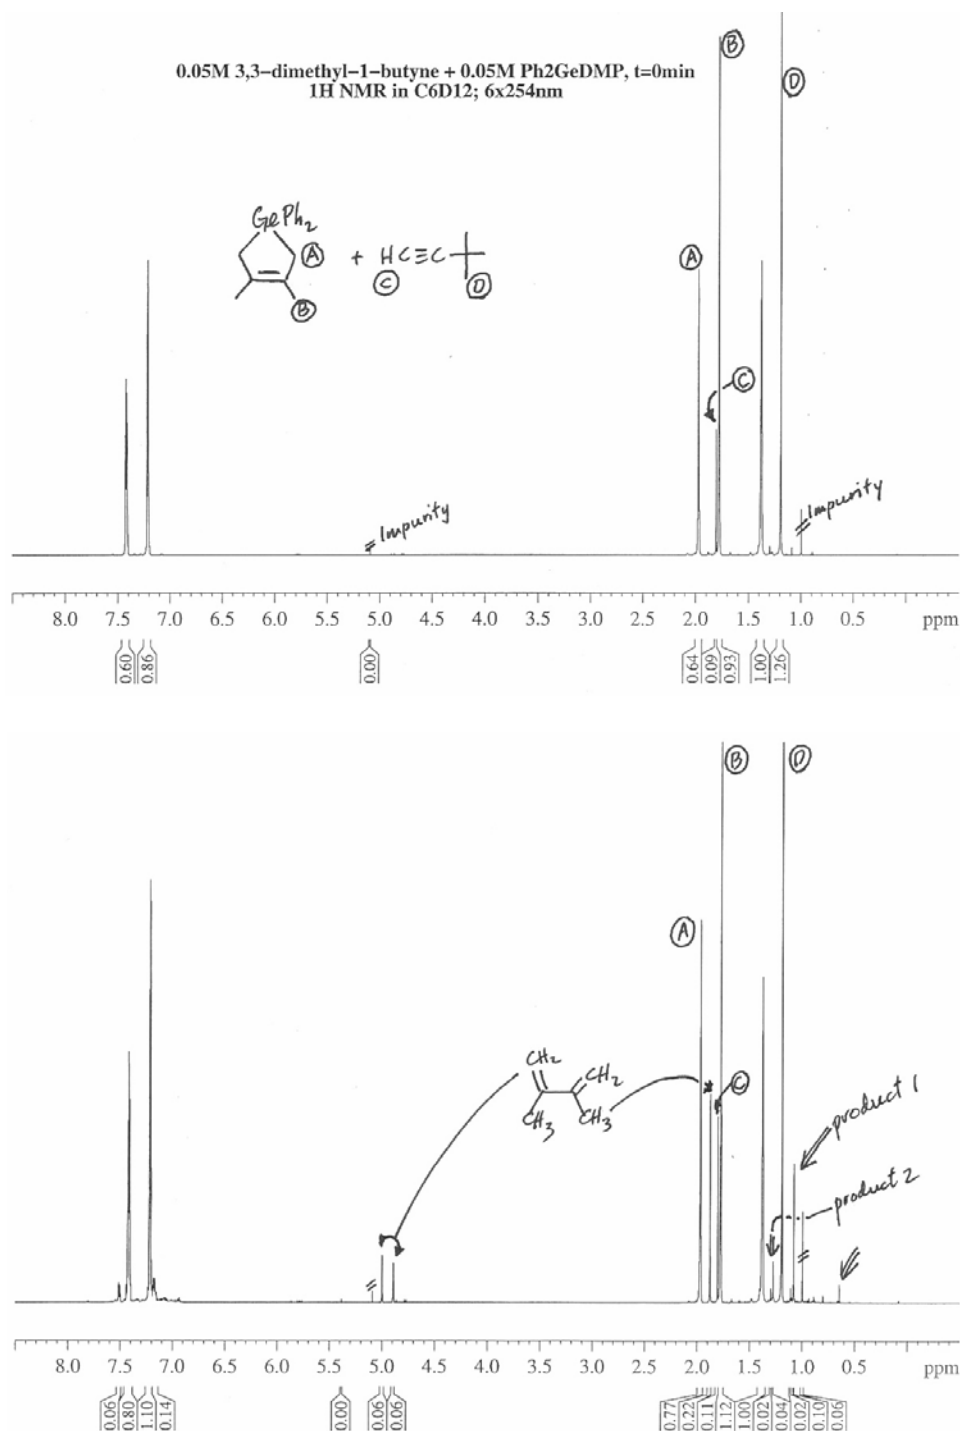 0.05M 3,3−dimethyl−1−butyne + 0.05M Ph2GeDMP, t=0min
1H NMR in C6D12; 6x254nm
B
D
GePh2
A + HC≡C
C D
B
A
C
Impurity
Impurity
8.0 7.5 7.0 6.5 6.0 5.5 5.0 4.5 4.0 3.5 3.0 2.5 2.0 1.5 1.0 0.5 ppm
0.60 0.86 0.00 0.64 0.09 0.93 1.00 1.26
B
D
A
CH2
CH2
CH3 CH3
C
product 1
product 2
8.0 7.5 7.0 6.5 6.0 5.5 5.0 4.5 4.0 3.5 3.0 2.5 2.0 1.5 1.0 0.5 ppm
0.06 0.80 1.10 0.14 0.00 0.06 0.06 0.77 0.22 0.11 1.12 1.00 0.02 0.04 0.02 0.10 0.06